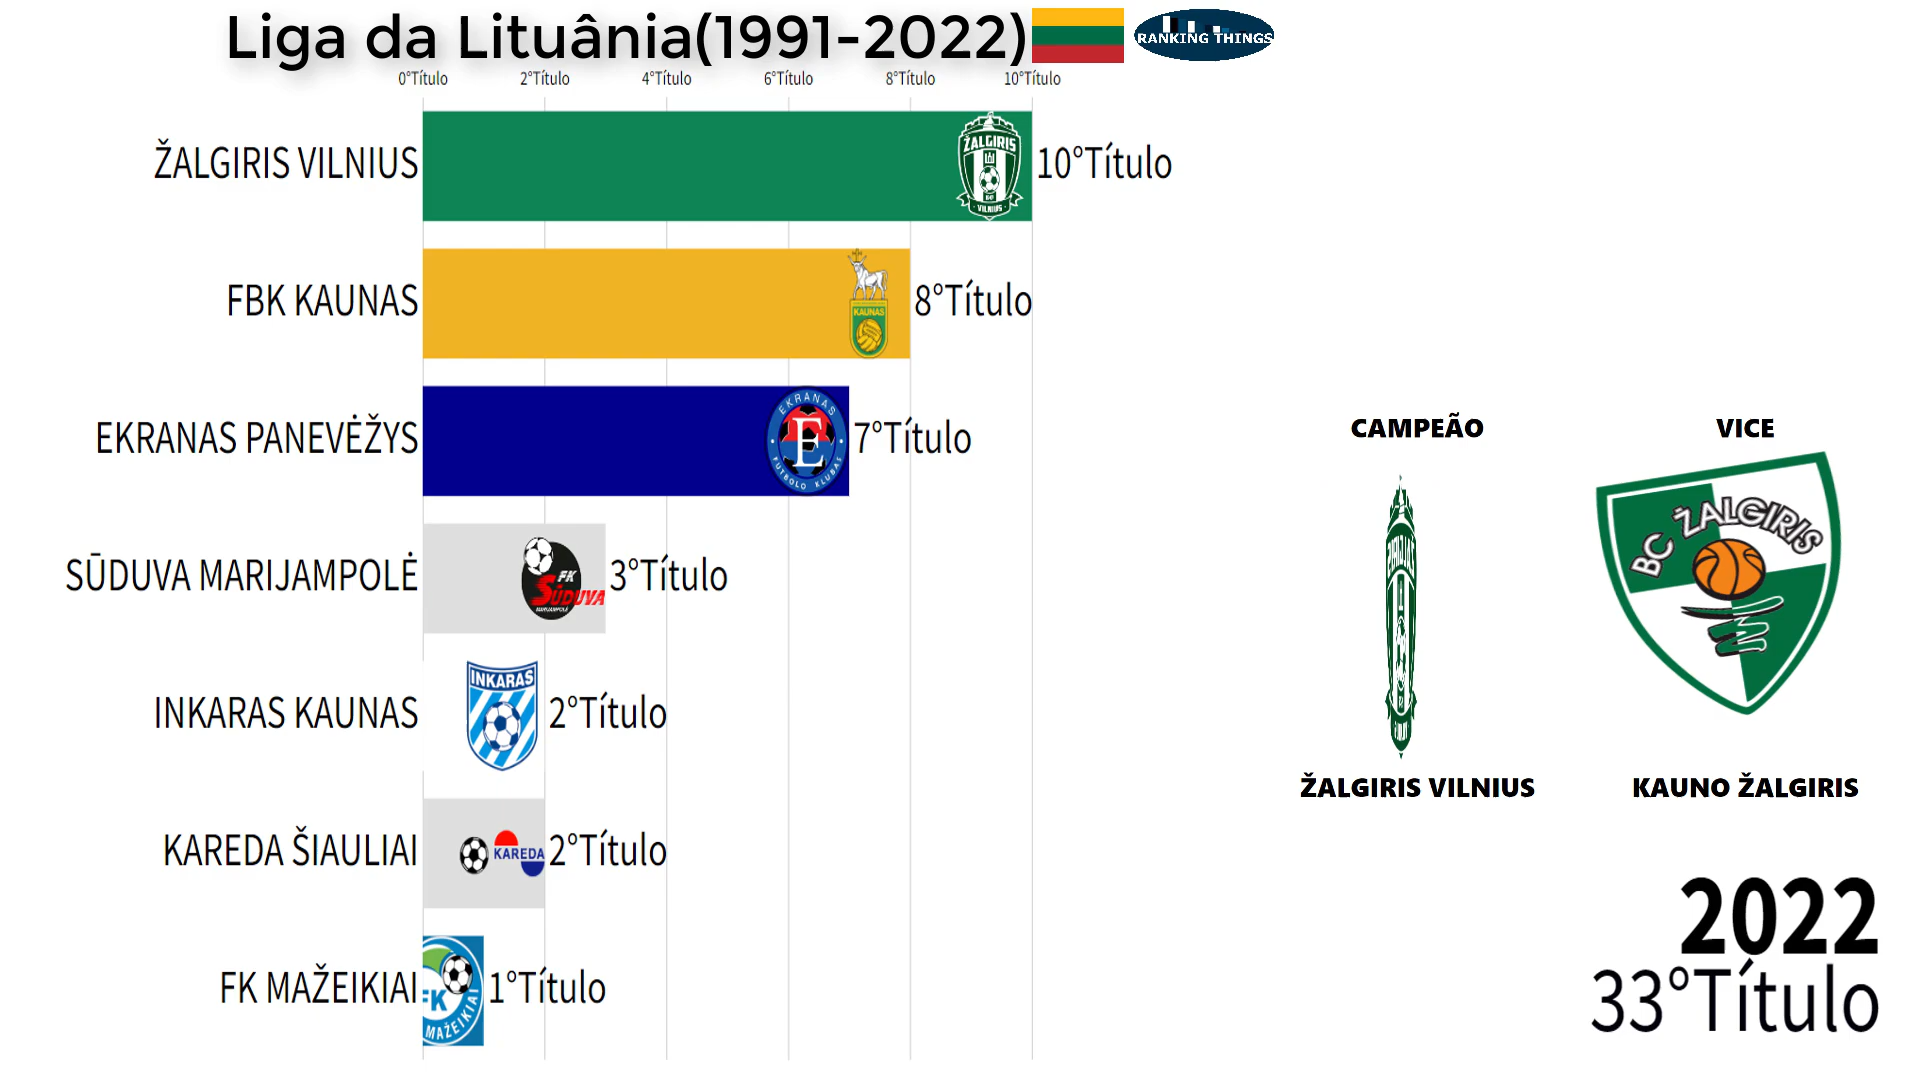 Liga da Lituânia(1991-2022)
RANKING THINGS
0°Título 2°Título 4°Título 6°Título 8°Título 10°Título
ŽALGIRIS VILNIUS
ŽALGIRIS
VILNIUS
10°Título
FBK KAUNAS
KAUNAS
8°Título
EKRANAS PANEVĖŽYS
EKRANAS
E
FUTBOLO KLUBAS
7°Título
SŪDUVA MARIJAMPOLĖ
FK
SŪDUVA
MARIJAMPOLĖ
3°Título
INKARAS KAUNAS
INKARAS
2°Título
KAREDA ŠIAULIAI
KAREDA
2°Título
FK MAŽEIKIAI
FK
MAŽEIKIAI
1°Título
CAMPEÃO
ŽALGIRIS VILNIUS
VICE
BC ŽALGIRIS
KAUNO ŽALGIRIS
2022
33°Título